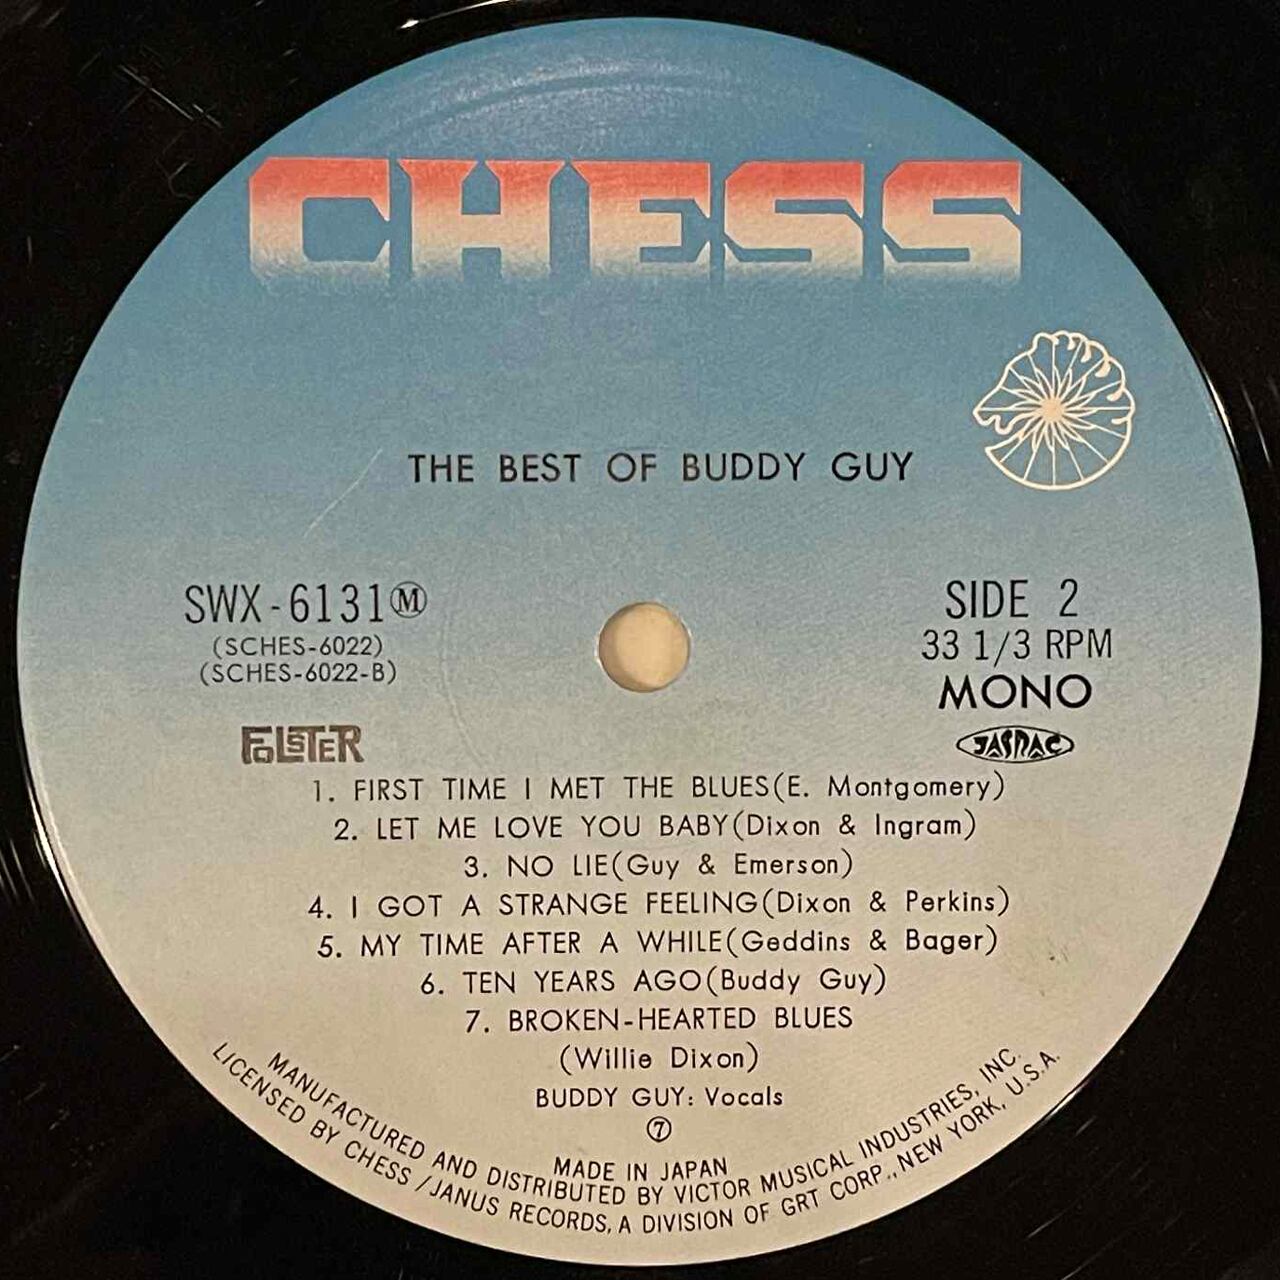 CHESS
THE BEST OF BUDDY GUY
SWX-6131Ⓜ
(SCHES-6022)
(SCHES-6022-B)
SIDE 2
33 1/3 RPM
MONO
FOLSTER
JASRAC
1. FIRST TIME I MET THE BLUES(E. Montgomery)
2. LET ME LOVE YOU BABY(Dixon & Ingram)
3. NO LIE(Guy & Emerson)
4. I GOT A STRANGE FEELING(Dixon & Perkins)
5. MY TIME AFTER A WHILE(Geddins & Bager)
6. TEN YEARS AGO(Buddy Guy)
7. BROKEN-HEARTED BLUES
(Willie Dixon)
BUDDY GUY: Vocals
⑦
MADE IN JAPAN
MANUFACTURED AND DISTRIBUTED BY VICTOR MUSICAL INDUSTRIES, INC.
LICENSED BY CHESS / JANUS RECORDS, A DIVISION OF GRT CORP., NEW YORK, U.S.A.